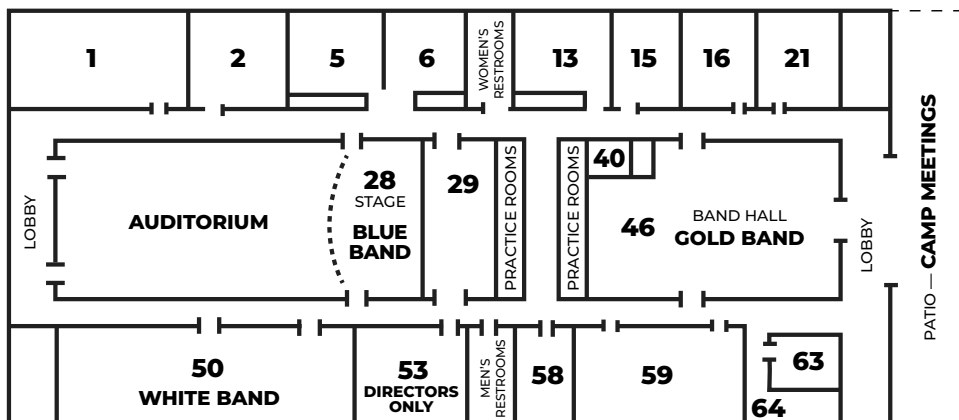 1
2
5
6
WOMEN'S
RESTROOMS
13
15
16
21
LOBBY
AUDITORIUM
28
STAGE
BLUE
BAND
29
PRACTICE ROOMS
PRACTICE ROOMS
40
46
BAND HALL
GOLD BAND
LOBBY
PATIO — CAMP MEETINGS
50
WHITE BAND
53
DIRECTORS
ONLY
MEN'S
RESTROOMS
58
59
63
64